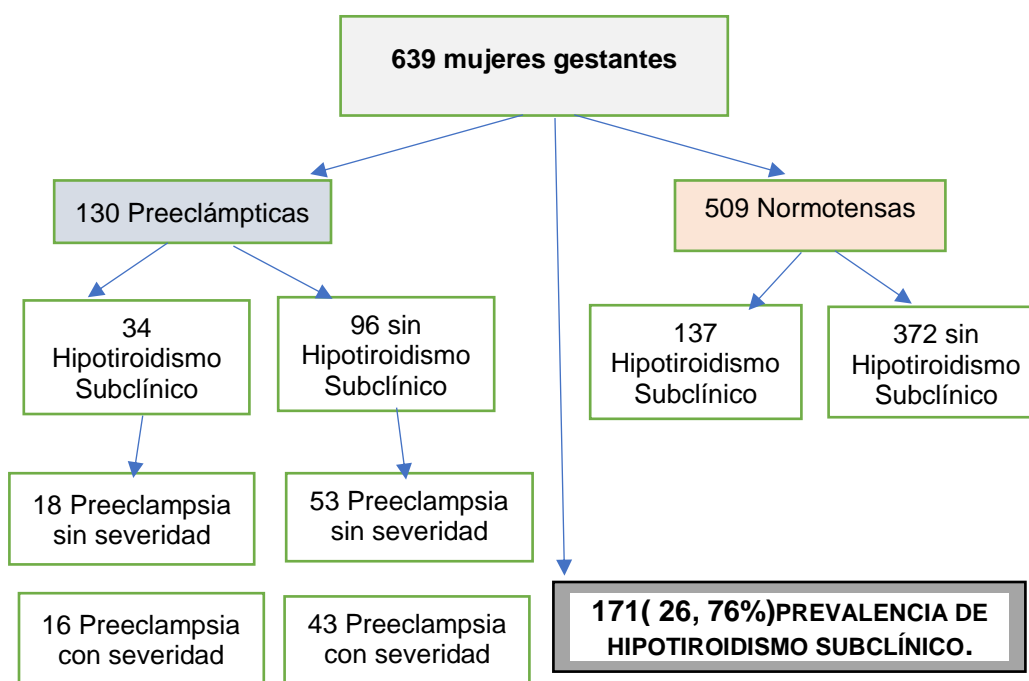 639 mujeres gestantes
130 Preeclámpticas
509 Normotensas
34
Hipotiroidismo
Subclínico
96 sin
Hipotiroidismo
Subclínico
137
Hipotiroidismo
Subclínico
372 sin
Hipotiroidismo
Subclínico
18 Preeclampsia
sin severidad
53 Preeclampsia
sin severidad
16 Preeclampsia
con severidad
43 Preeclampsia
con severidad
171( 26, 76%)PREVALENCIA DE
HIPOTIROIDISMO SUBCLÍNICO.